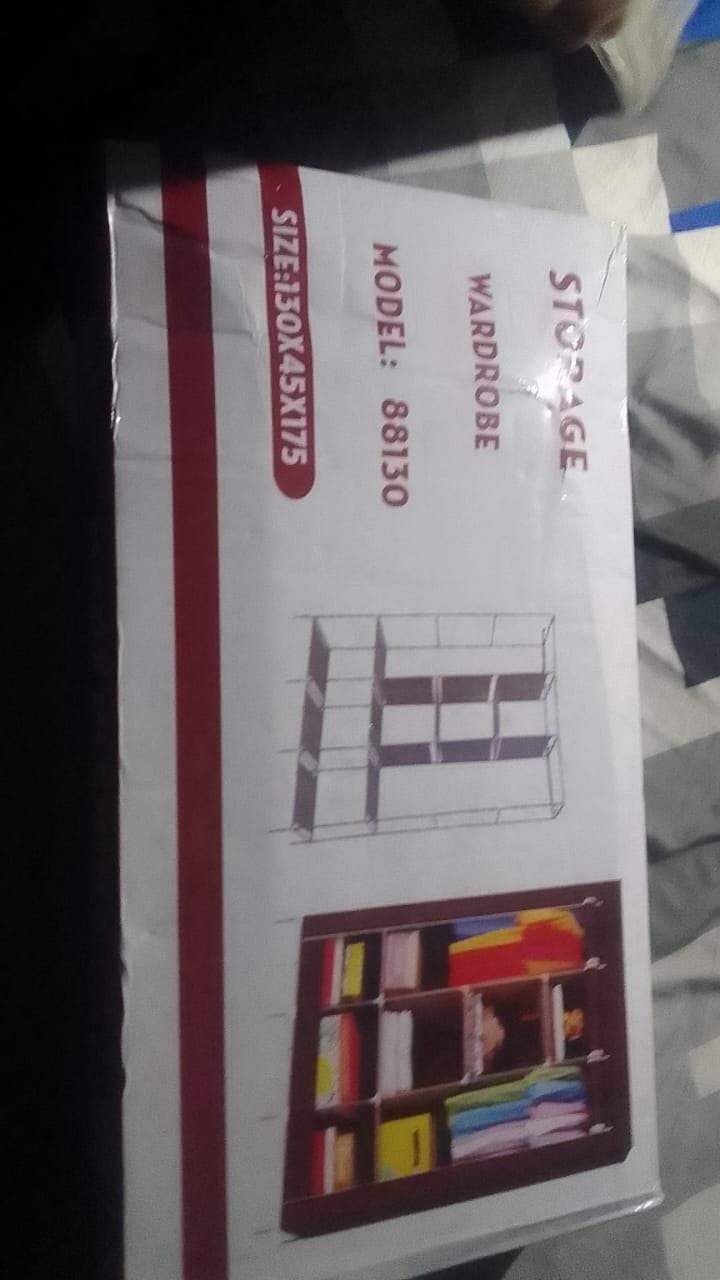 STORAGE
WARDROBE
MODEL: 88130
SIZE:130X45X175